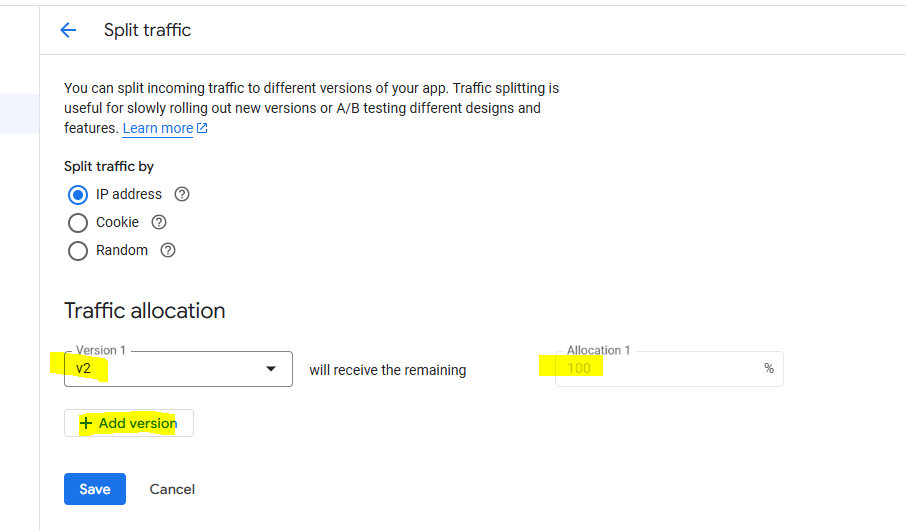 Split traffic
You can split incoming traffic to different versions of your app. Traffic splitting is
useful for slowly rolling out new versions or A/B testing different designs and
features. Learn more
Split traffic by
IP address
Cookie
Random
Traffic allocation
Version 1
v2
will receive the remaining
Allocation 1
100
%
+ Add version
Save
Cancel